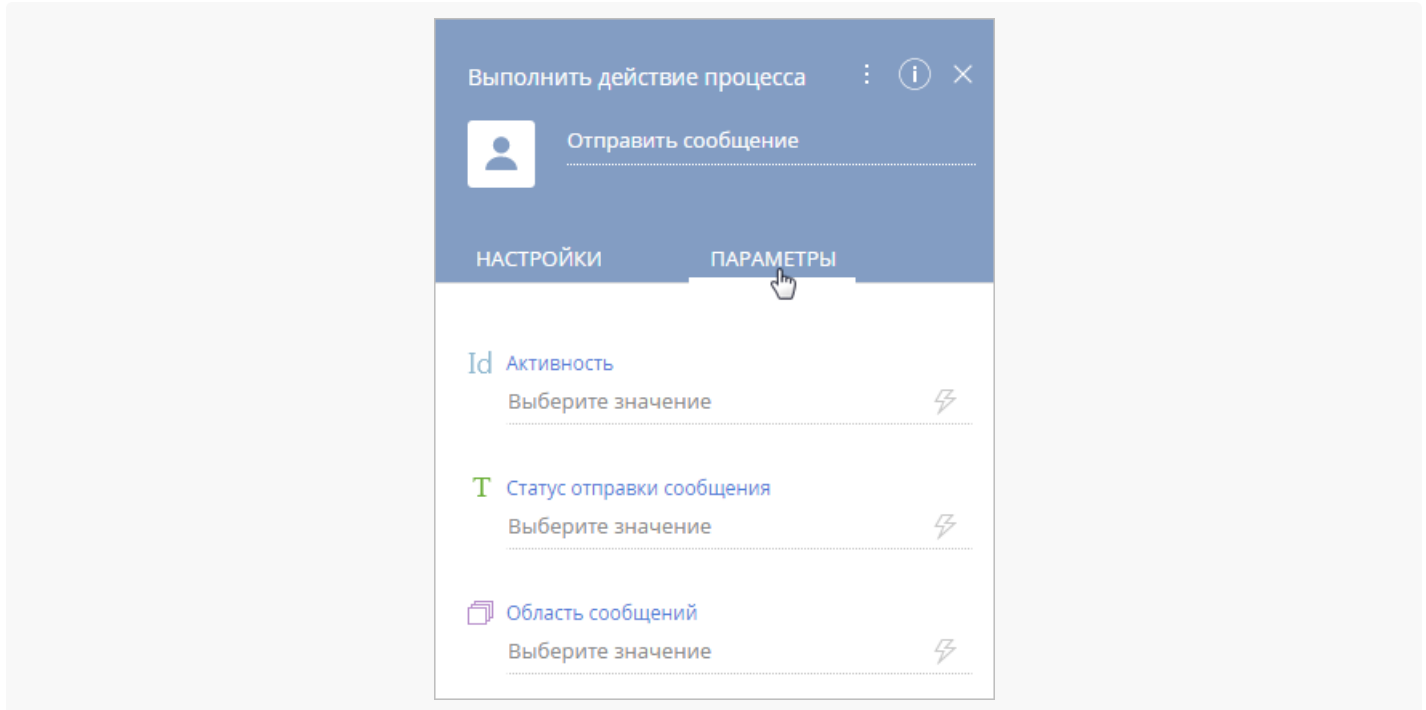 Выполнить действие процесса
Отправить сообщение
НАСТРОЙКИ ПАРАМЕТРЫ
Id Активность
Выберите значение
T Статус отправки сообщения
Выберите значение
Область сообщений
Выберите значение